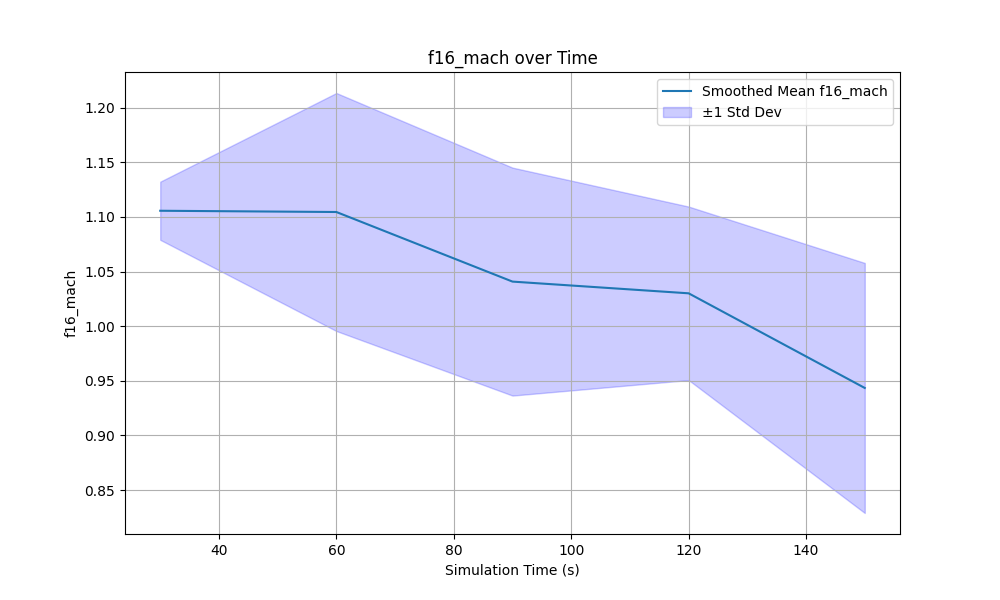 f16_mach over Time
Smoothed Mean f16_mach
±1 Std Dev
f16_mach
1.20
1.15
1.10
1.05
1.00
0.95
0.90
0.85
40 60 80 100 120 140
Simulation Time (s)